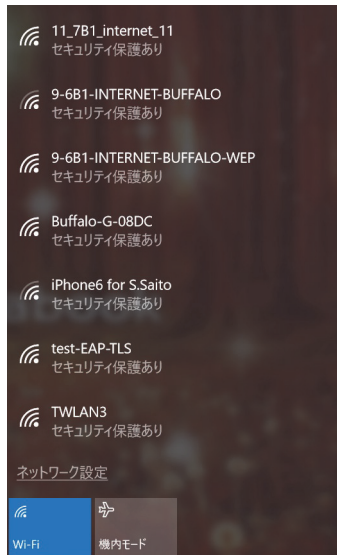 11_7B1_internet_11
セキュリティ保護あり
9-6B1-INTERNET-BUFFALO
セキュリティ保護あり
9-6B1-INTERNET-BUFFALO-WEP
セキュリティ保護あり
Buffalo-G-08DC
セキュリティ保護あり
iPhone6 for S.Saito
セキュリティ保護あり
test-EAP-TLS
セキュリティ保護あり
TWLAN3
セキュリティ保護あり
ネットワーク設定
Wi-Fi
機内モード